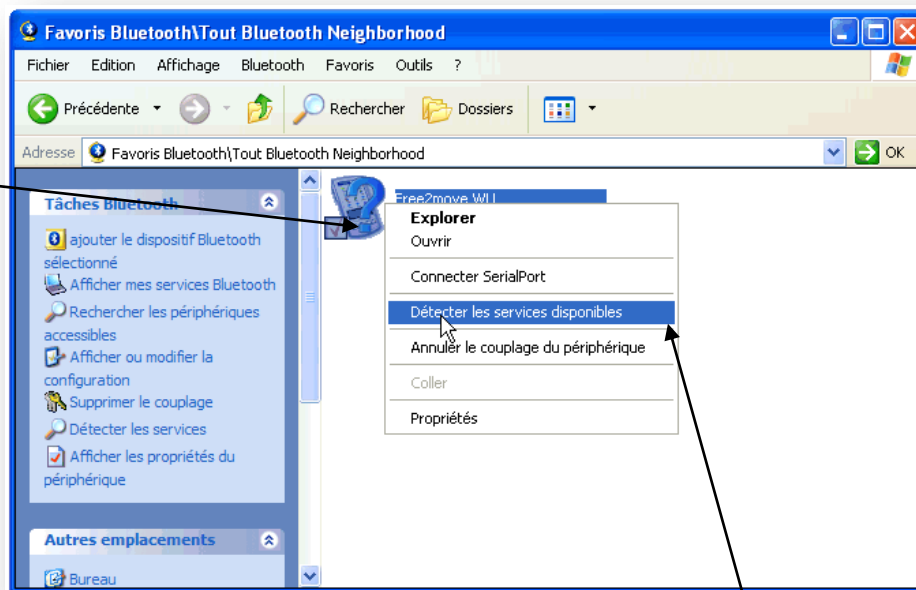 Favoris Bluetooth\Tout Bluetooth Neighborhood
Fichier Edition Affichage Bluetooth Favoris Outils ?
Précédente Rechercher Dossiers
Adresse Favoris Bluetooth\Tout Bluetooth Neighborhood OK
Tâches Bluetooth
ajouter le dispositif Bluetooth
sélectionné
Afficher mes services Bluetooth
Rechercher les périphériques
accessibles
Afficher ou modifier la
configuration
Supprimer le couplage
Détecter les services
Afficher les propriétés du
périphérique
Autres emplacements
Bureau
Free2move WU
Explorer
Ouvrir
Connecter SerialPort
Détecter les services disponibles
Annuler le couplage du périphérique
Coller
Propriétés